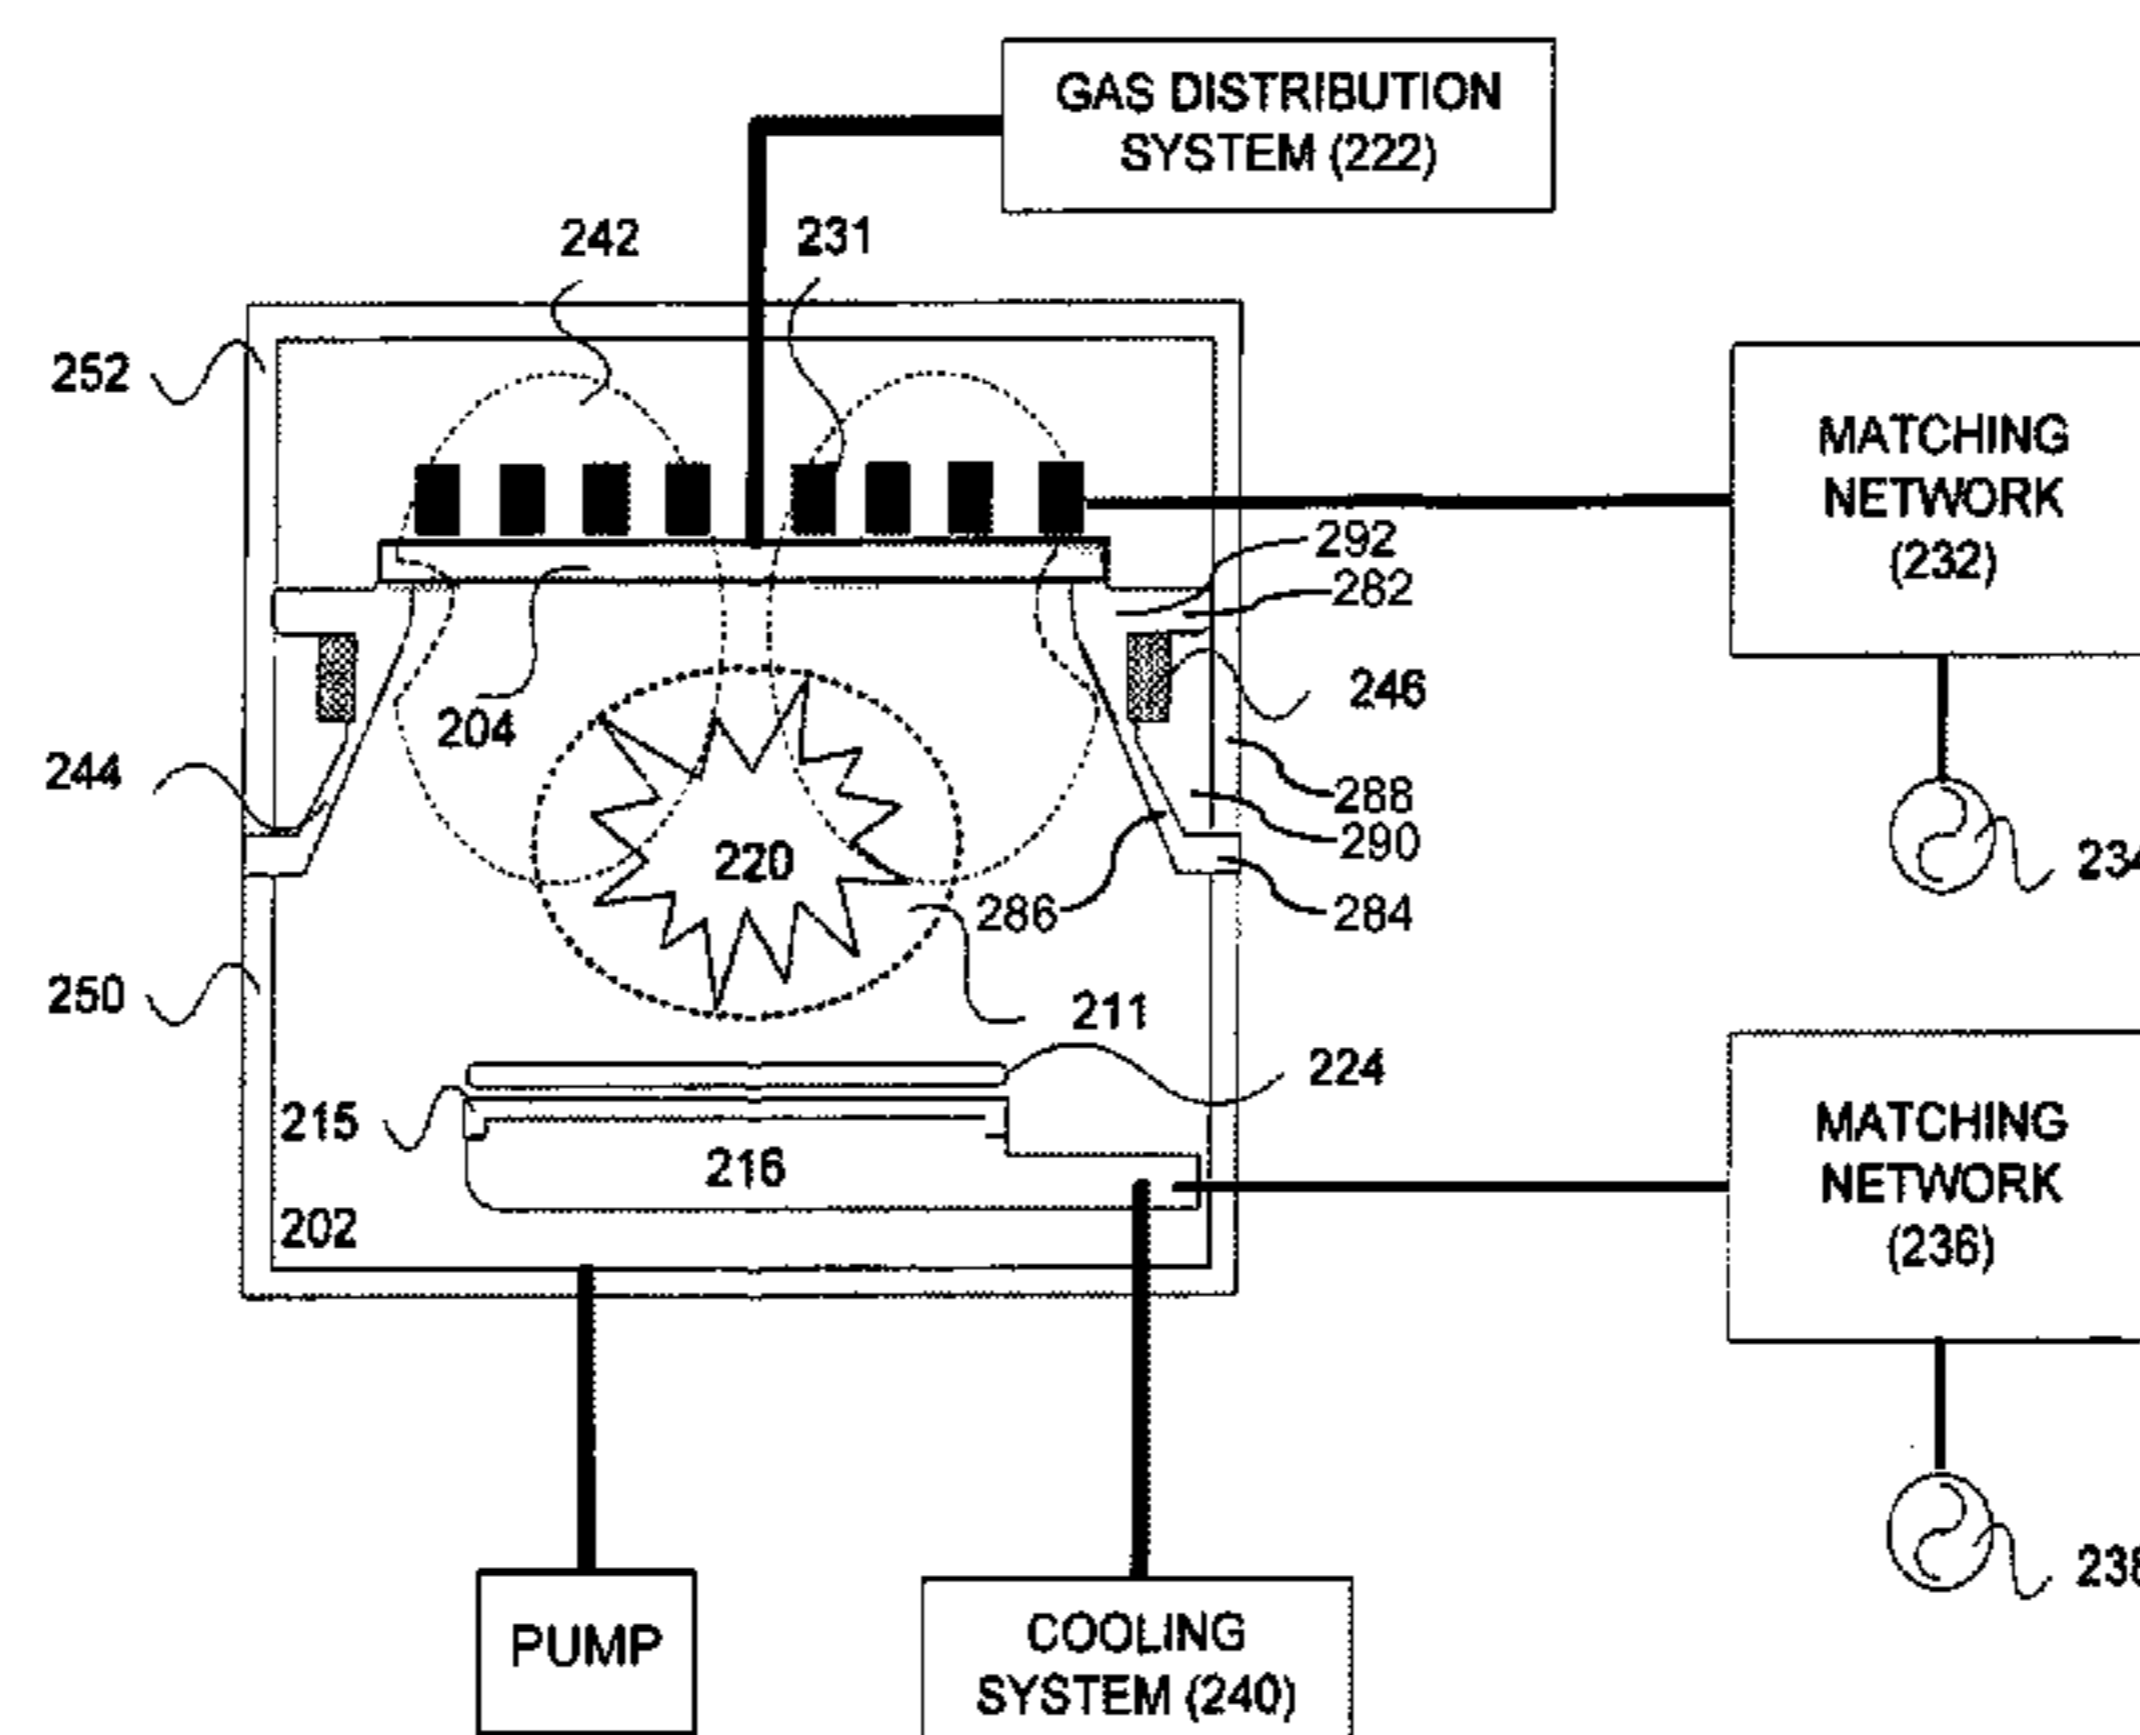 GAS DISTRIBUTION
SYSTEM (222)
242
231
252
MATCHING
NETWORK
(232)
292
282
204
246
244
288
290
220
234
286
284
250
211
224
215
216
MATCHING
NETWORK
(236)
202
238
PUMP
COOLING
SYSTEM (240)